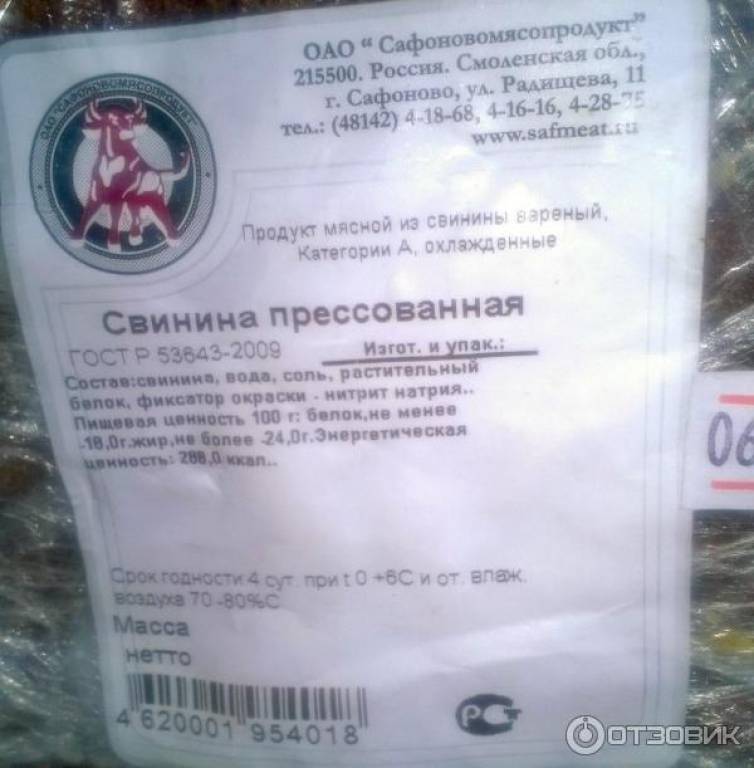 ОАО " Сафоновомясопродукт"
215500. Россия. Смоленская обл.,
г. Сафоново, ул. Радищева, 11
тел.: (48142) 4-18-68, 4-16-16, 4-28-75
www.safmeat.ru
ОАО "САФОНОВОМЯСОПРОДУКТ"
Продукт мясной из свинины вареный,
Категории А, охлажденные
Свинина прессованная
ГОСТ Р 53643-2009 Изгот. и упак.:
Состав:свинина, вода, соль, растительный
белок, фиксатор окраски - нитрит натрия..
Пищевая ценность 100 г: белок,не менее
-18,0г.жир,не более -24,0г.Энергетическая
ценность: 288,0 ккал..
06
Срок годности 4 сут. при t 0 +6С и от. влаж.
воздуха 70 -80%С
Масса
нетто
4 620001 954018
РСТ
ОТЗОВИК